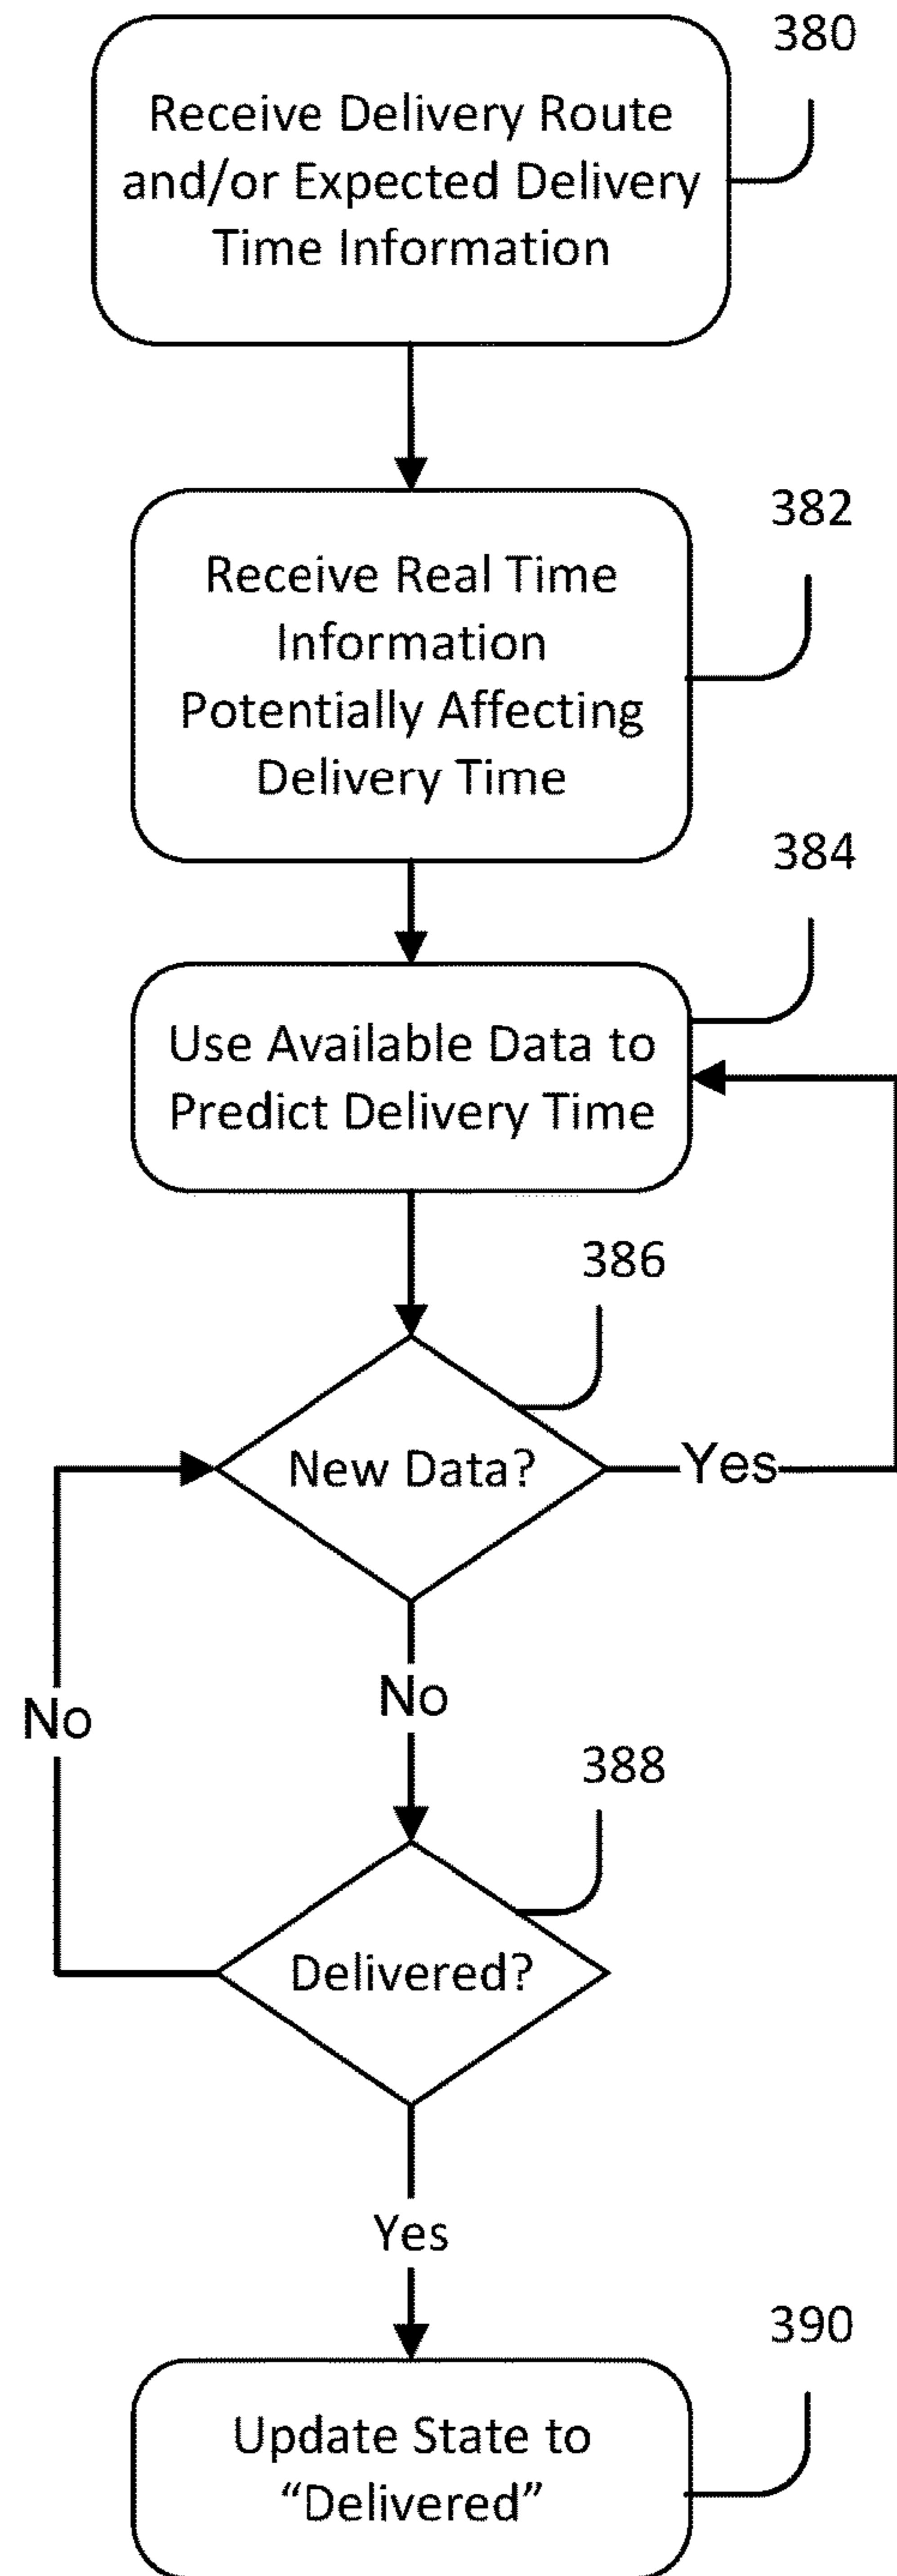 380
Receive Delivery Route
and/or Expected Delivery
Time Information
382
Receive Real Time
Information
Potentially Affecting
Delivery Time
384
Use Available Data to
Predict Delivery Time
386
New Data?
Yes
No
No
388
Delivered?
Yes
390
Update State to
“Delivered”